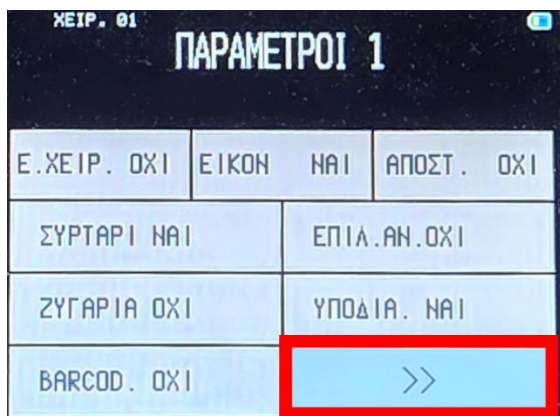 ΧΕΙΡ. 01
ΠΑΡΑΜΕΤΡΟΙ 1
Ε.ΧΕΙΡ. ΟΧΙ ΕΙΚΟΝ ΝΑΙ ΑΠΟΣΤ. ΟΧΙ
ΣΥΡΤΑΡΙ ΝΑΙ ΕΠΙΛ.ΑΝ.ΟΧΙ
ΖΥΓΑΡΙΑ ΟΧΙ ΥΠΟΔΙΑ. ΝΑΙ
BARCOD. ΟΧΙ >>